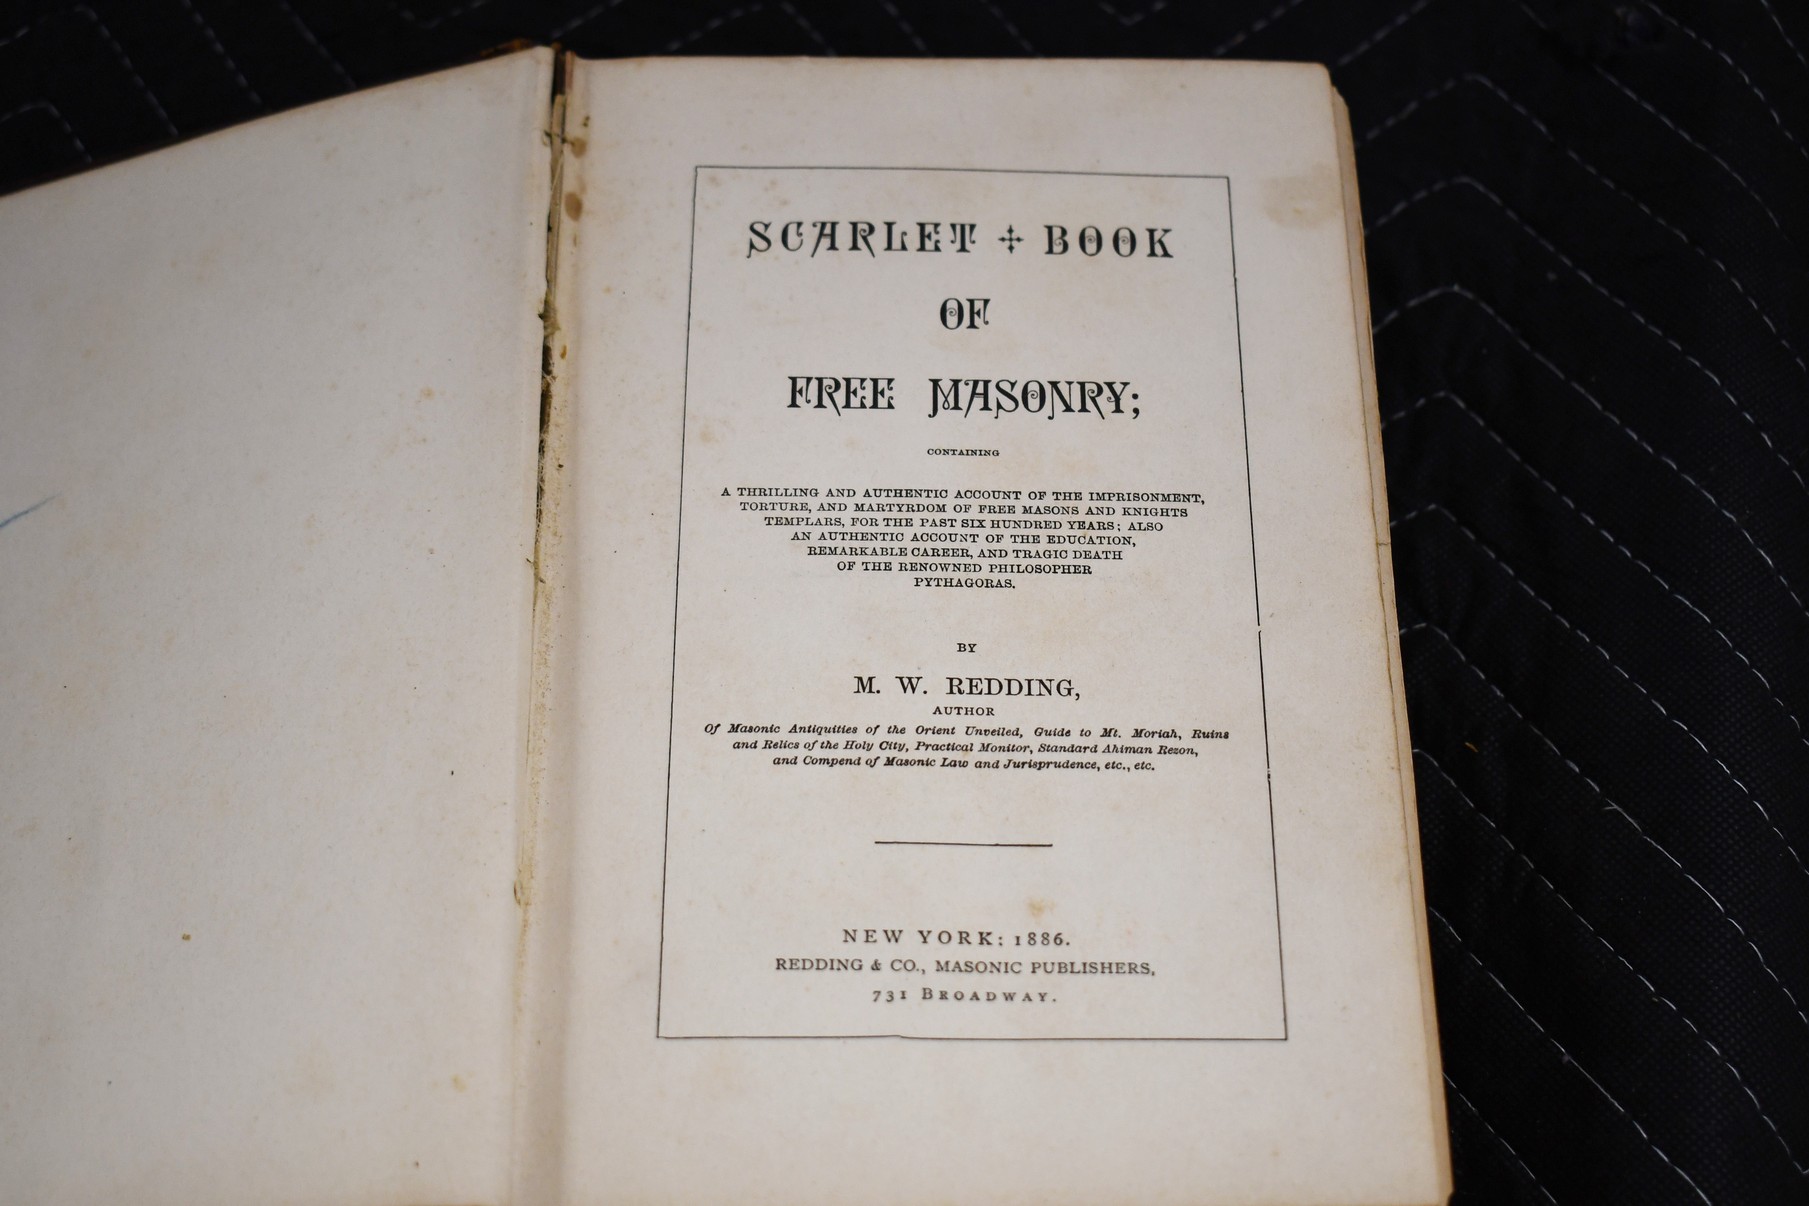 SCARLET ✢ BOOK
OF
FREE MASONRY;
CONTAINING
A THRILLING AND AUTHENTIC ACCOUNT OF THE IMPRISONMENT,
TORTURE, AND MARTYRDOM OF FREE MASONS AND KNIGHTS
TEMPLARS, FOR THE PAST SIX HUNDRED YEARS; ALSO
AN AUTHENTIC ACCOUNT OF THE EDUCATION,
REMARKABLE CAREER, AND TRAGIC DEATH
OF THE RENOWNED PHILOSOPHER
PYTHAGORAS.
BY
M. W. REDDING,
AUTHOR
Of Masonic Antiquities of the Orient Unveiled, Guide to Mt. Moriah, Ruins
and Relics of the Holy City, Practical Monitor, Standard Ahiman Rezon,
and Compend of Masonic Law and Jurisprudence, etc., etc.
NEW YORK: 1886.
REDDING & CO., MASONIC PUBLISHERS,
731 BROADWAY.